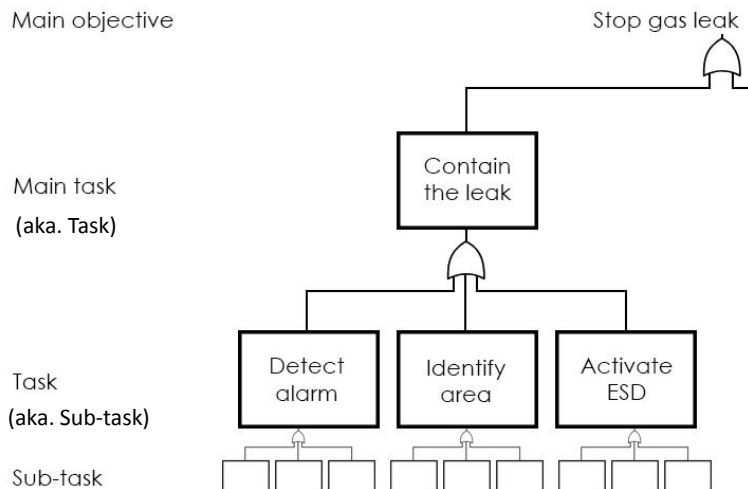 Main objective
Stop gas leak
Contain
the leak
Main task
(aka. Task)
Detect
alarm
Identify
area
Activate
ESD
Task
(aka. Sub-task)
Sub-task